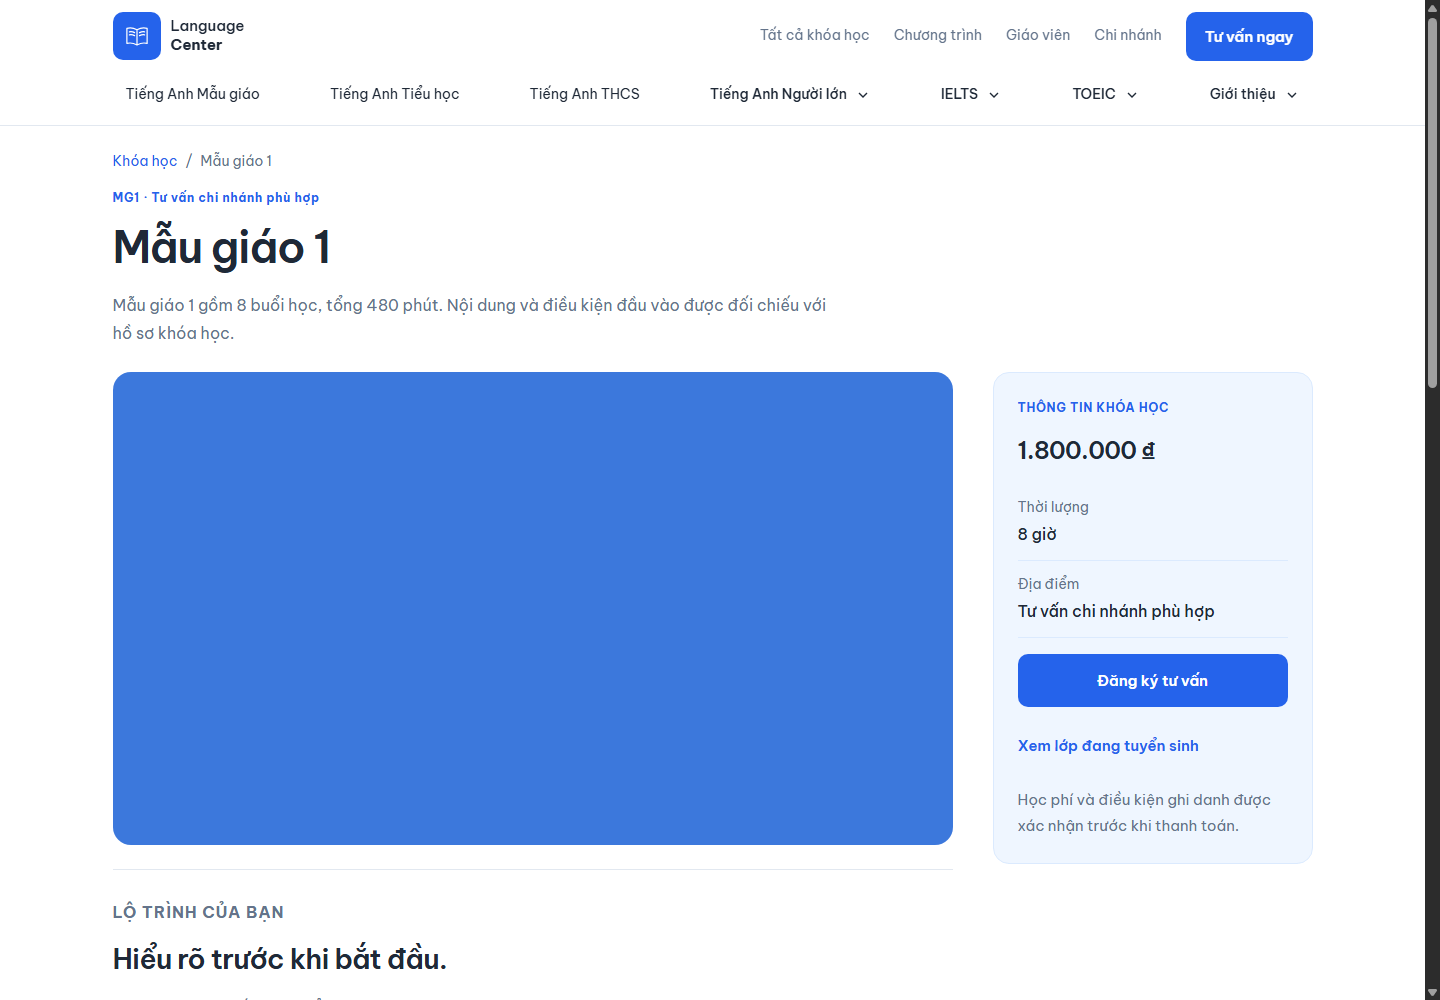 Language
Center
Tất cả khóa học
Chương trình
Giáo viên
Chi nhánh
Tư vấn ngay
Tiếng Anh Mẫu giáo
Tiếng Anh Tiểu học
Tiếng Anh THCS
Tiếng Anh Người lớn
IELTS
TOEIC
Giới thiệu
Khóa học / Mẫu giáo 1
MG1 · Tư vấn chi nhánh phù hợp
Mẫu giáo 1
Mẫu giáo 1 gồm 8 buổi học, tổng 480 phút. Nội dung và điều kiện đầu vào được đối chiếu với
hồ sơ khóa học.
THÔNG TIN KHÓA HỌC
1.800.000 ₫
Thời lượng
8 giờ
Địa điểm
Tư vấn chi nhánh phù hợp
Đăng ký tư vấn
Xem lớp đang tuyển sinh
Học phí và điều kiện ghi danh được
xác nhận trước khi thanh toán.
LỘ TRÌNH CỦA BẠN
Hiểu rõ trước khi bắt đầu.